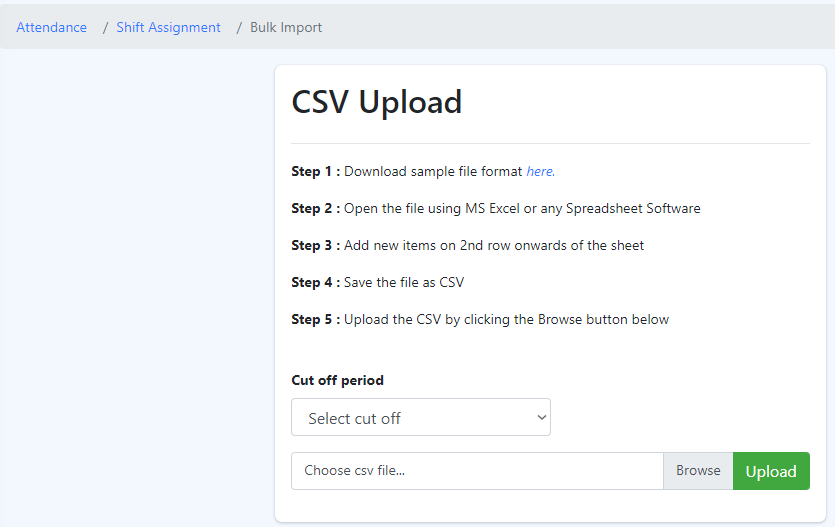 Attendance / Shift Assignment / Bulk Import
CSV Upload
Step 1 : Download sample file format here.
Step 2 : Open the file using MS Excel or any Spreadsheet Software
Step 3 : Add new items on 2nd row onwards of the sheet
Step 4 : Save the file as CSV
Step 5 : Upload the CSV by clicking the Browse button below
Cut off period
Select cut off
Choose csv file... Browse Upload